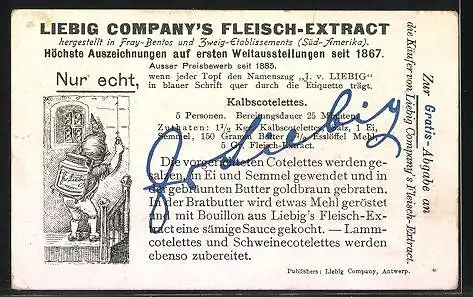 LIEBIG COMPANY'S FLEISCH-EXTRACT
hergestellt in Fray-Bentos und Zweig-Etablissements (Süd-Amerika).
Höchste Auszeichnungen auf ersten Weltausstellungen seit 1867.
Ausser Preisbewerb seit 1885.
Nur echt,
wenn jeder Topf den Namenszug „J. v. LIEBIG“
in blauer Schrift quer durch die Etiquette trägt.
Kalbscotelettes.
5 Personen. Bereitungsdauer 25 Minuten.
Zuthaten: 1½ Kgr. Kalbscotelettes, Salz, 1 Ei,
Semmel, 150 Gramm Butter, ½ Esslöffel Mehl,
5 Gr. Fleisch-Extract.
Die vorgerichteten Cotelettes werden ge-
salzen, in Ei und Semmel gewendet und in
der gebräunten Butter goldbraun gebraten.
In der Bratbutter wird etwas Mehl geröstet
und mit Bouillon aus Liebig's Fleisch-Ex-
tract eine sämige Sauce gekocht. — Lamm-
cotelettes und Schweinecotelettes werden
ebenso zubereitet.
Publishers: Liebig Company, Antwerp.
Zur Gratis-Abgabe an
die Käufer von Liebig Company's Fleisch-Extract.
J v Liebig